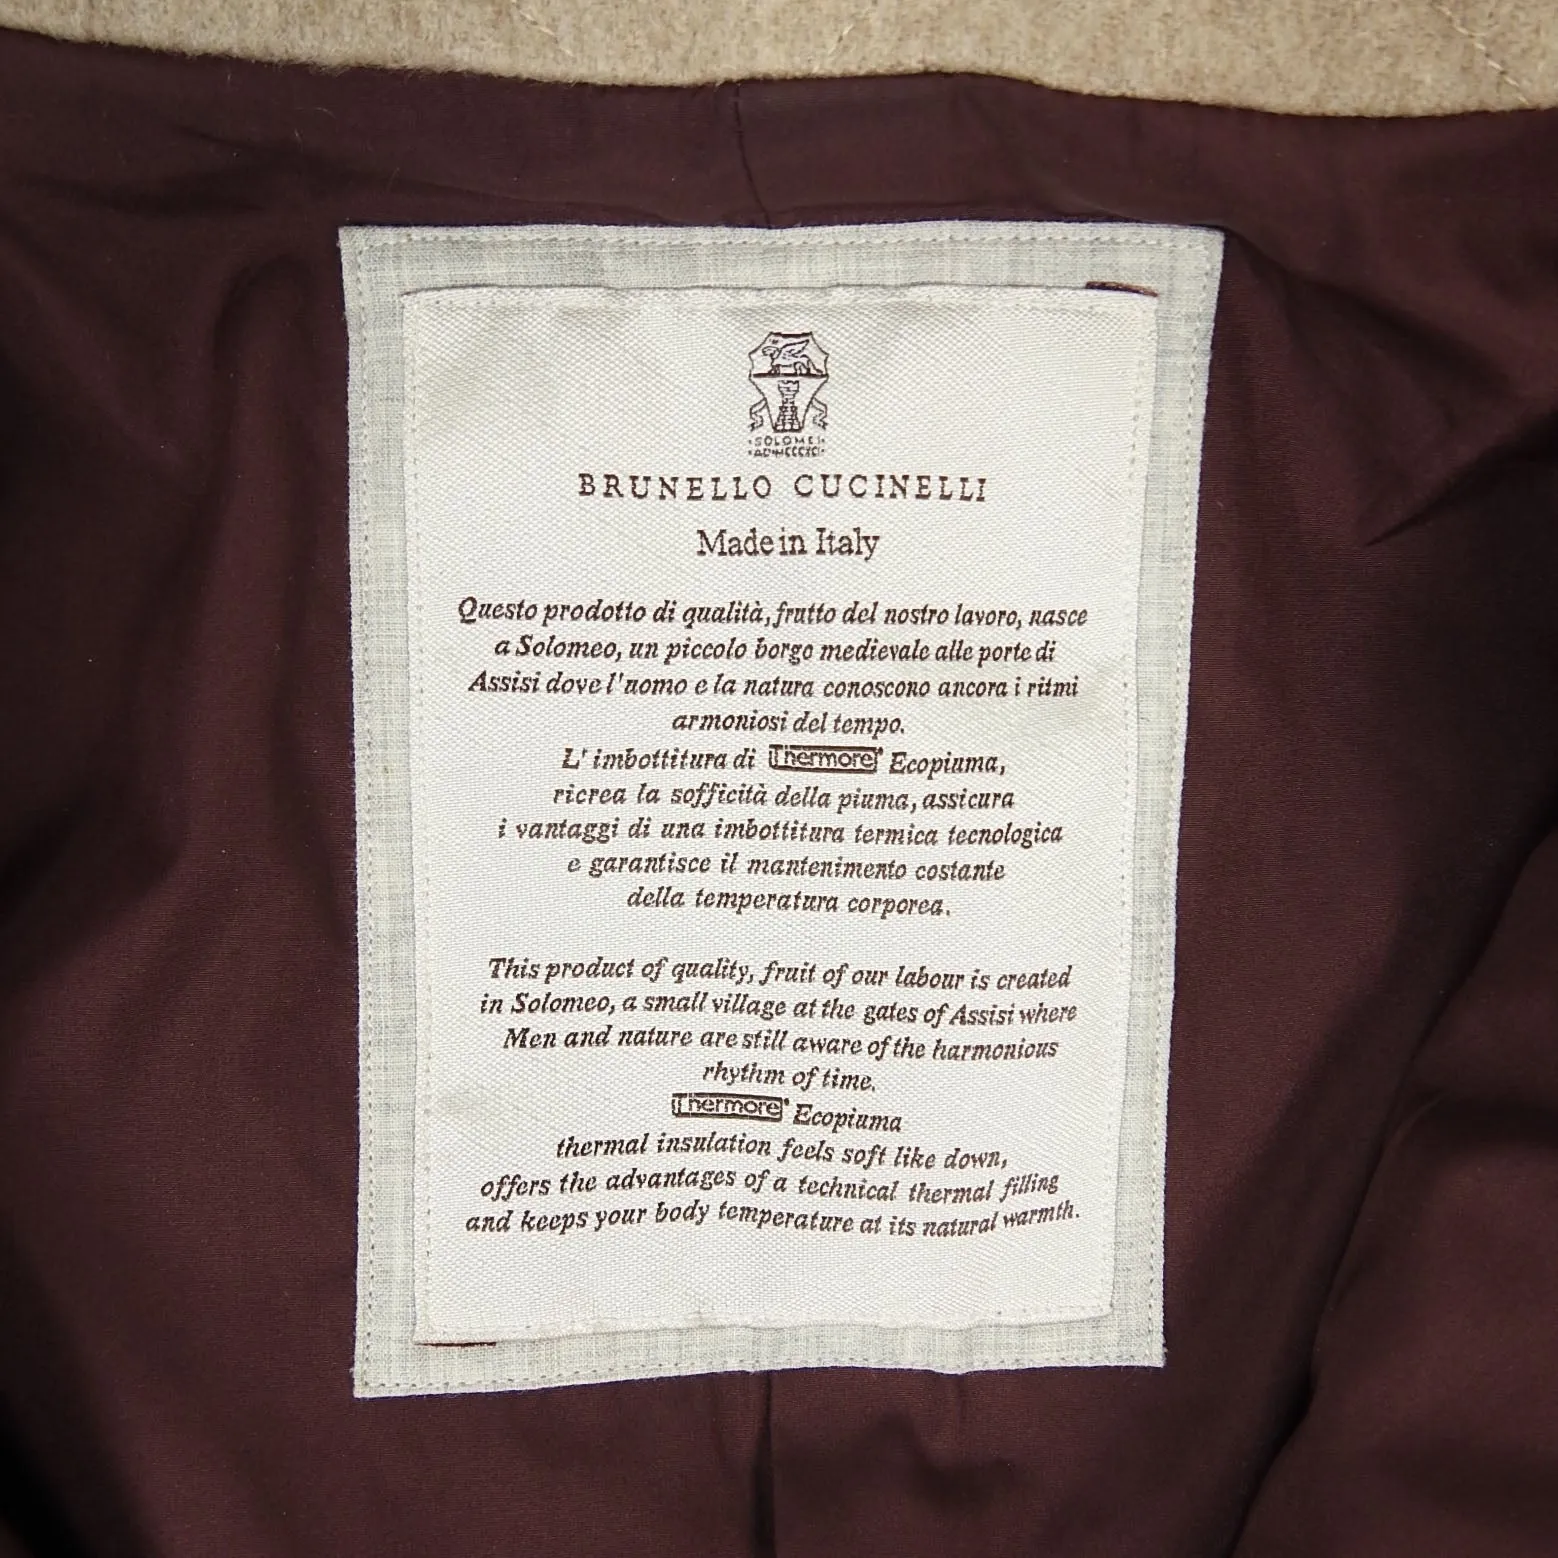 ·SOLOMEI·
BRUNELLO CUCINELLI
Made in Italy
Questo prodotto di qualità, frutto del nostro lavoro, nasce
a Solomeo, un piccolo borgo medievale alle porte di
Assisi dove l'uomo e la natura conoscono ancora i ritmi
armoniosi del tempo.
L' imbottitura di Thermore® Ecopiuma,
ricrea la sofficità della piuma, assicura
i vantaggi di una imbottitura termica tecnologica
e garantisce il mantenimento costante
della temperatura corporea.
This product of quality, fruit of our labour is created
in Solomeo, a small village at the gates of Assisi where
Men and nature are still aware of the harmonious
rhythm of time.
Thermore® Ecopiuma
thermal insulation feels soft like down,
offers the advantages of a technical thermal filling
and keeps your body temperature at its natural warmth.